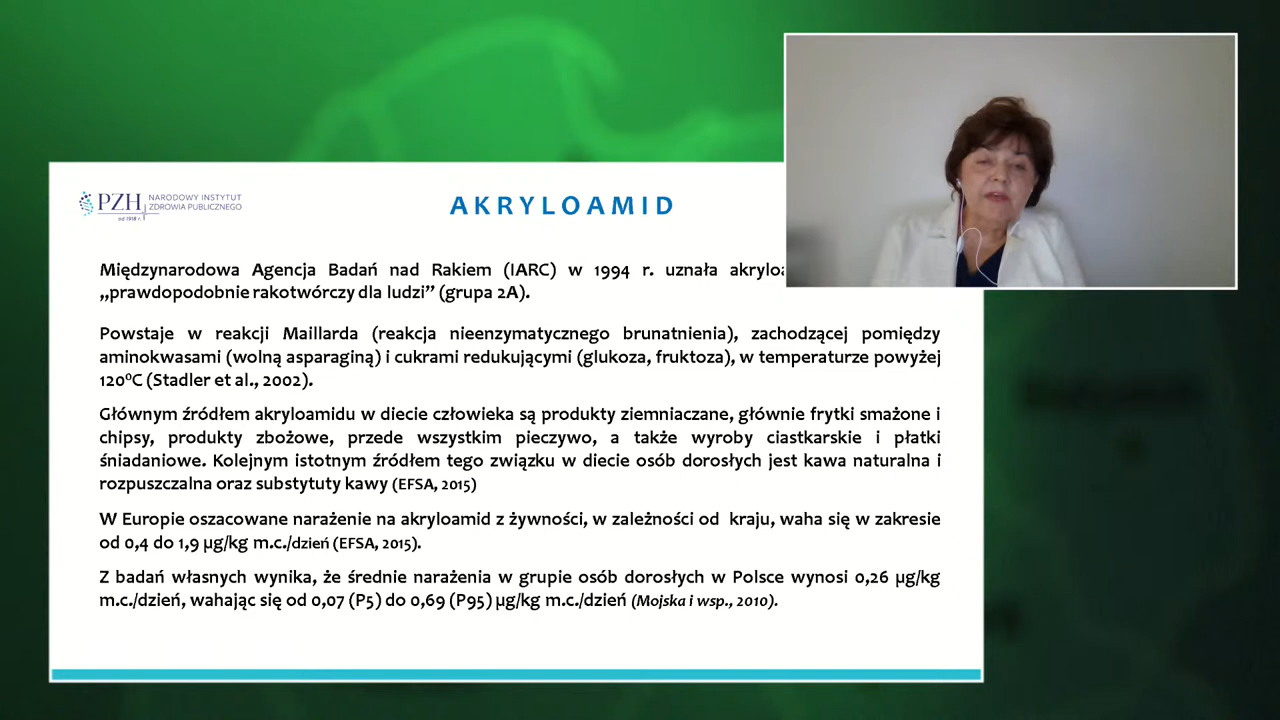 PZH NARODOWY INSTYTUT
ZDROWIA PUBLICZNEGO
od 1918 r.
AKRYLOAMID
Międzynarodowa Agencja Badań nad Rakiem (IARC) w 1994 r. uznała
„prawdopodobnie rakotwórczy dla ludzi” (grupa 2A).
Powstaje w reakcji Maillarda (reakcja nieenzymatycznego brunatnienia), zachodzącej pomiędzy
aminokwasami (wolną asparaginą) i cukrami redukującymi (glukoza, fruktoza), w temperaturze powyżej
120⁰C (Stadler et al., 2002).
Głównym źródłem akryloamidu w diecie człowieka są produkty ziemniaczane, głównie frytki smażone i
chipsy, produkty zbożowe, przede wszystkim pieczywo, a także wyroby ciastkarskie i płatki
śniadaniowe. Kolejnym istotnym źródłem tego związku w diecie osób dorosłych jest kawa naturalna i
rozpuszczalna oraz substytuty kawy (EFSA, 2015)
W Europie oszacowane narażenie na akryloamid z żywności, w zależności od kraju, waha się w zakresie
od 0,4 do 1,9 µg/kg m.c./dzień (EFSA, 2015).
Z badań własnych wynika, że średnie narażenia w grupie osób dorosłych w Polsce wynosi 0,26 µg/kg
m.c./dzień, wahając się od 0,07 (P5) do 0,69 (P95) µg/kg m.c./dzień (Mojska i wsp., 2010).